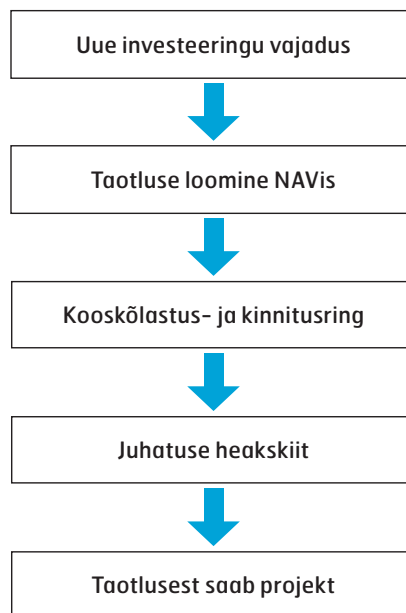 Uue investeeringu vajadus
Taotluse loomine NAVis
Kooskõlastus- ja kinnitusring
Juhatuse heakskiit
Taotlusest saab projekt